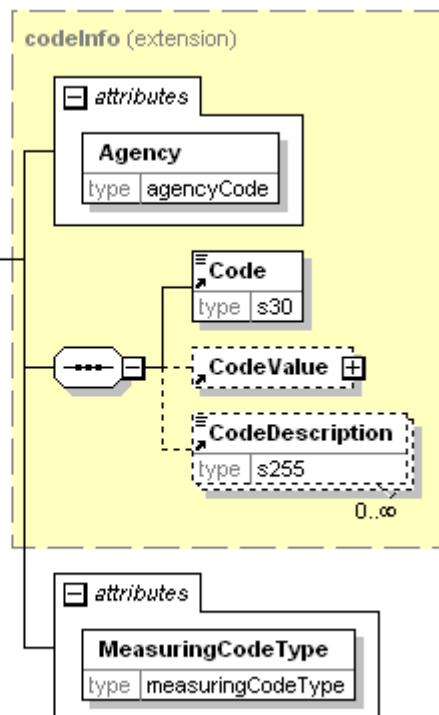 codeInfo (extension)
attributes
Agency
type agencyCode
Code
type s30
CodeValue
CodeDescription
type s255
0..∞
attributes
MeasuringCodeType
type measuringCodeType